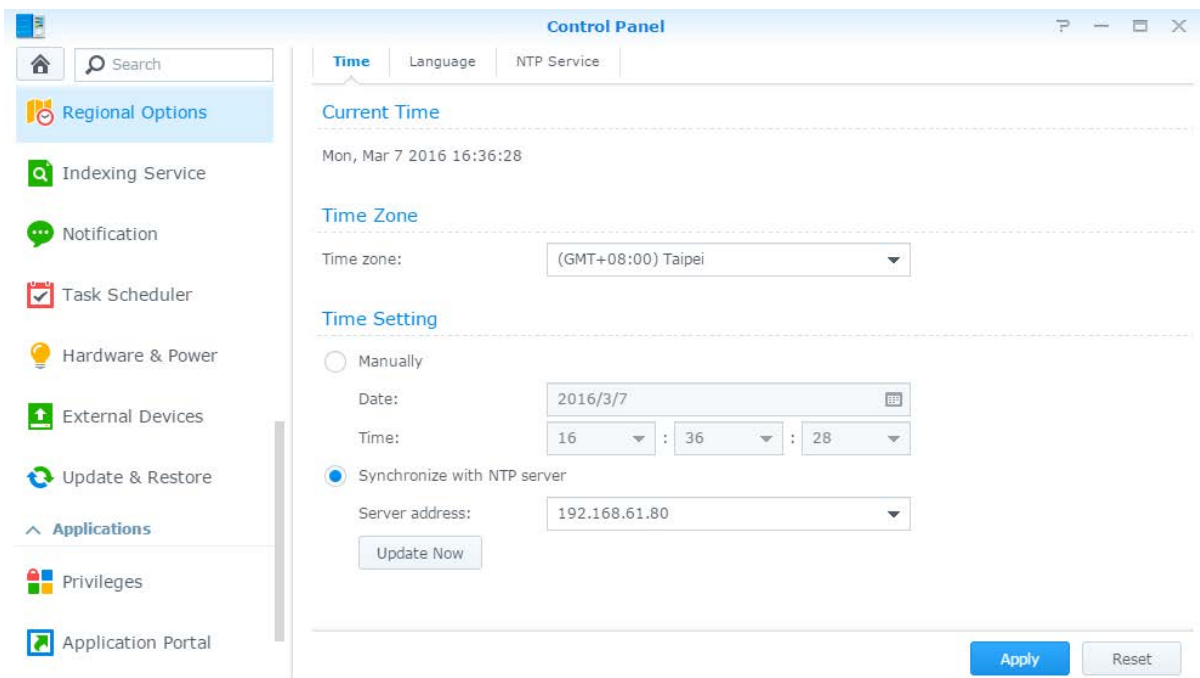 Control Panel
Search
Regional Options
Indexing Service
Notification
Task Scheduler
Hardware & Power
External Devices
Update & Restore
Applications
Privileges
Application Portal
Time Language NTP Service
Current Time
Mon, Mar 7 2016 16:36:28
Time Zone
Time zone: (GMT+08:00) Taipei
Time Setting
Manually
Date: 2016/3/7
Time: 16 : 36 : 28
Synchronize with NTP server
Server address: 192.168.61.80
Update Now
Apply Reset